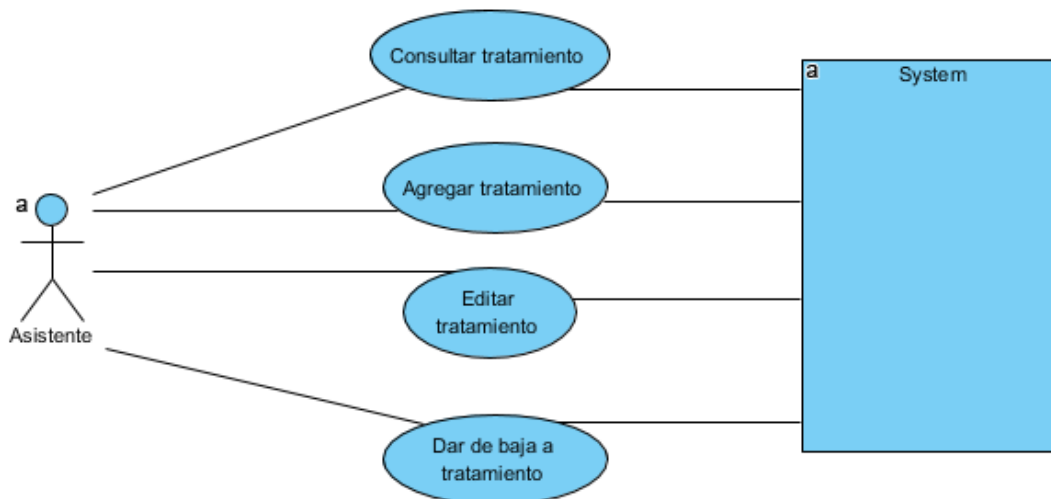 Consultar tratamiento
a
System
Agregar tratamiento
a
Editar
tratamiento
Asistente
Dar de baja a
tratamiento